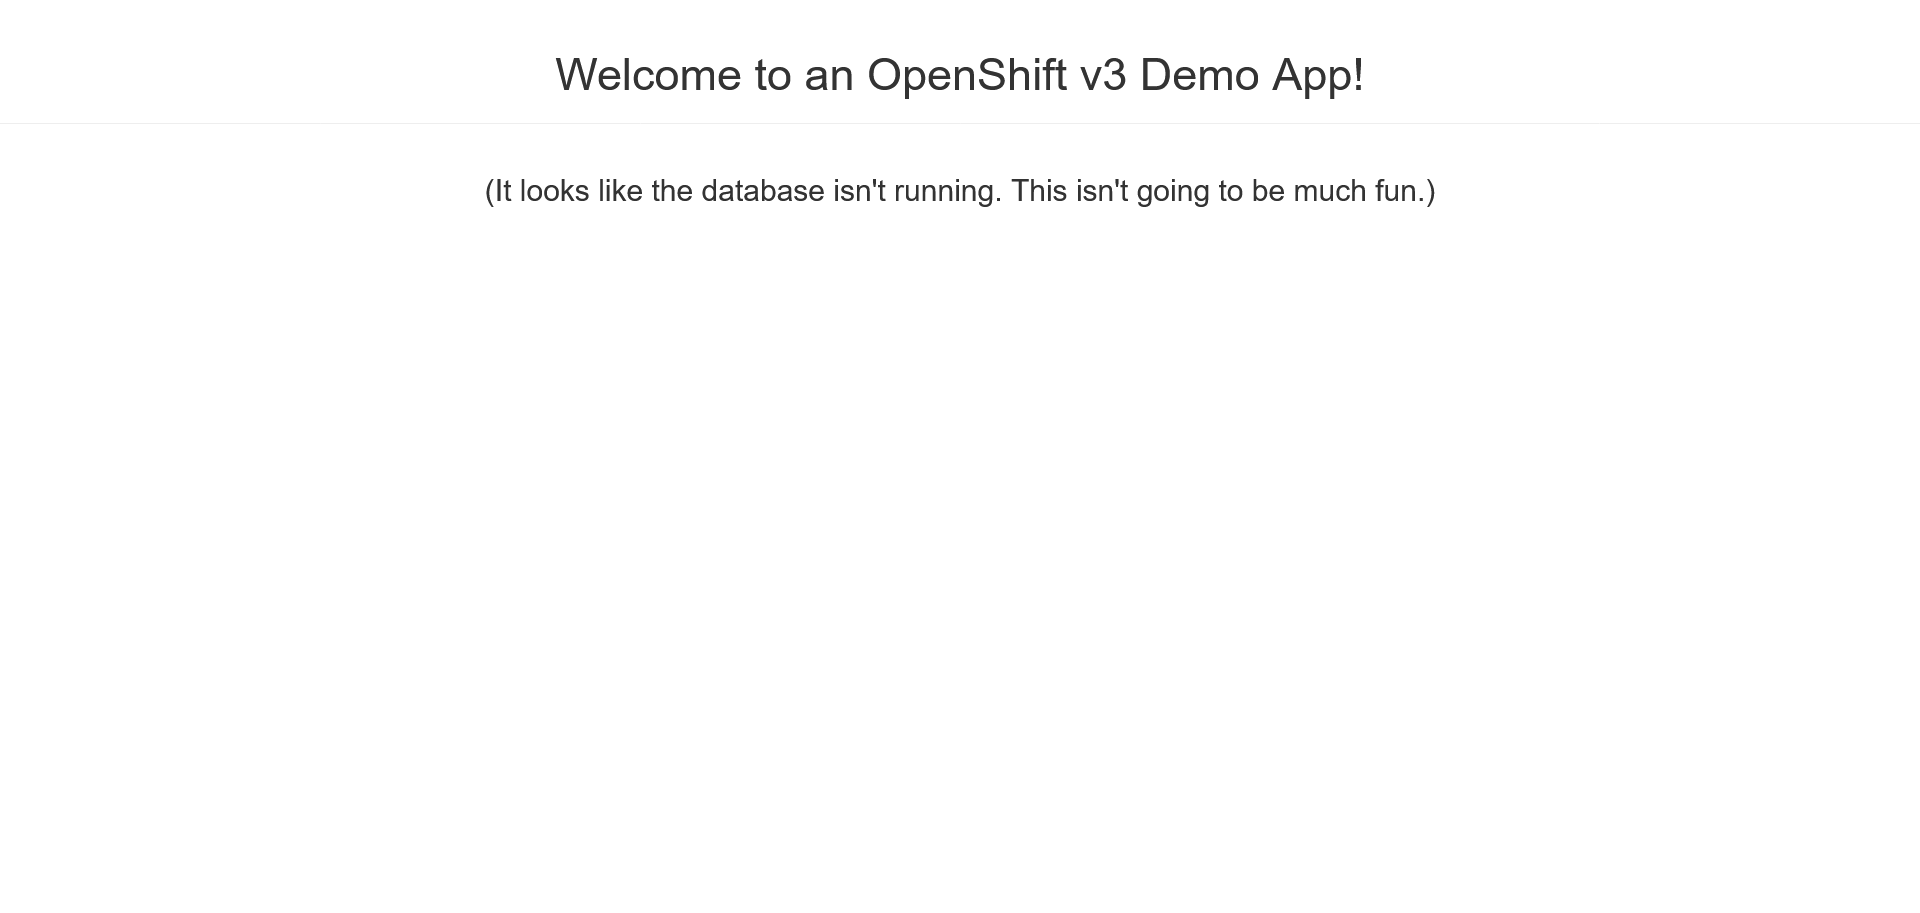 Welcome to an OpenShift v3 Demo App!
(It looks like the database isn't running. This isn't going to be much fun.)